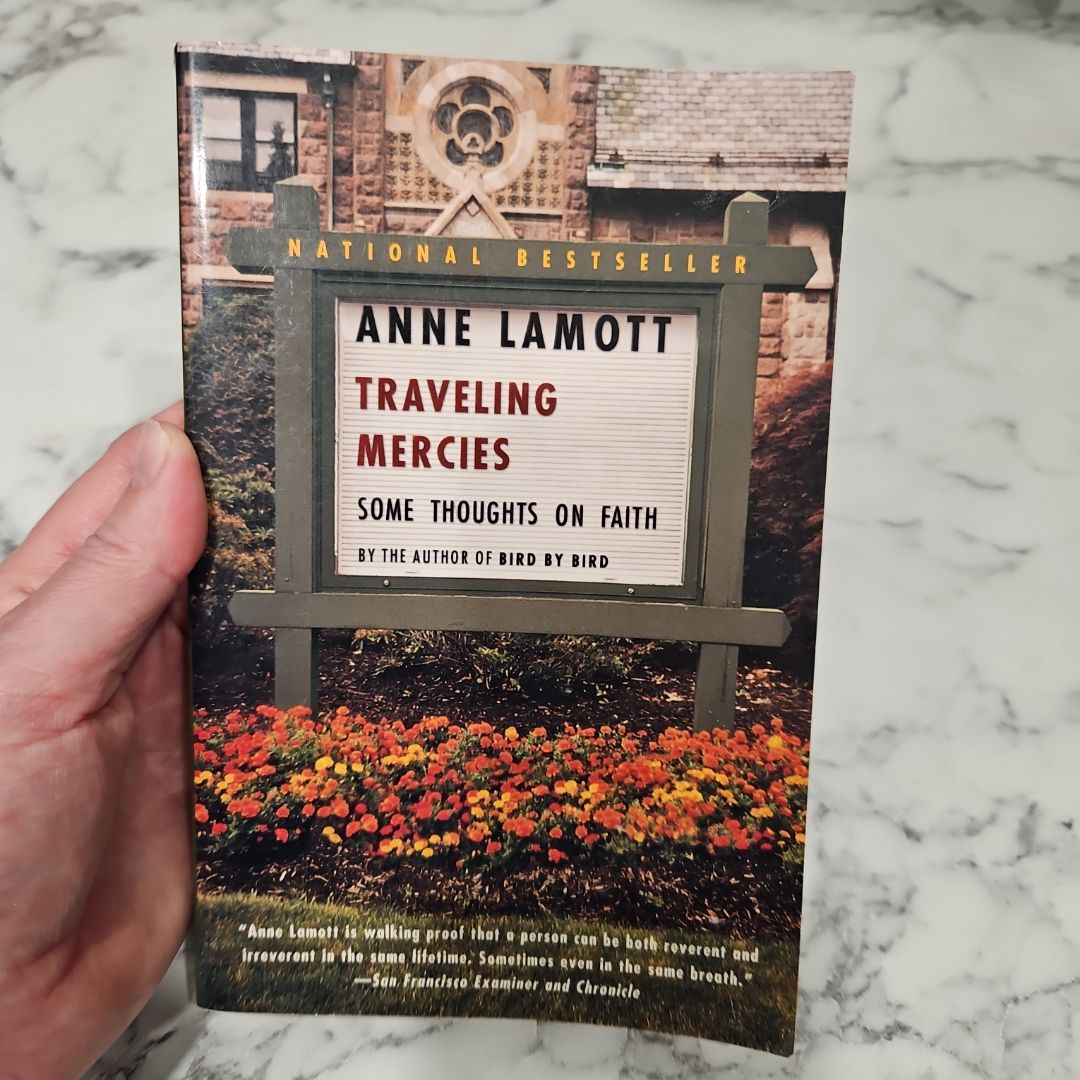 NATIONAL BESTSELLER
ANNE LAMOTT
TRAVELING
MERCIES
SOME THOUGHTS ON FAITH
BY THE AUTHOR OF BIRD BY BIRD
“Anne Lamott is walking proof that a person can be both reverent and
irreverent in the same lifetime. Sometimes even in the same breath.”
—San Francisco Examiner and Chronicle